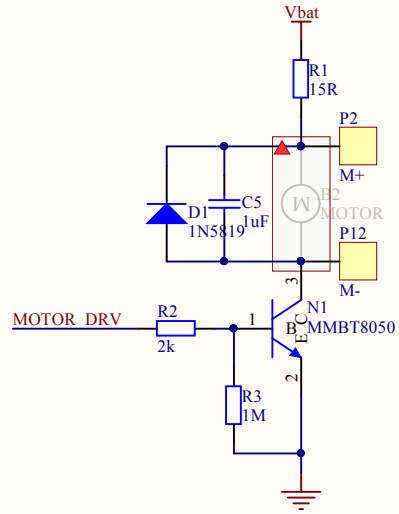 Vbat
R1
15R
P2
M+
D1
1N5819
C5
1uF
M
B2
MOTOR
P12
M-
3
N1
MMBT8050
C
B
E
1
2
MOTOR_DRV
R2
2k
R3
1M